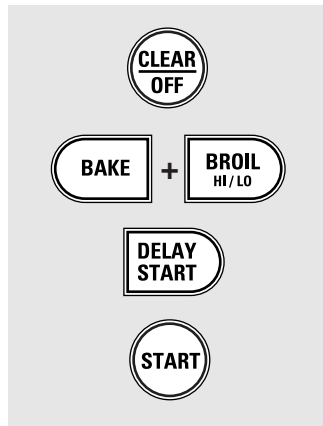 CLEAR
OFF
BAKE + BROIL
HI / LO
DELAY
START
START